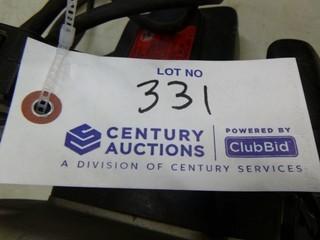 LOT NO
331
CENTURY AUCTIONS
POWERED BY
ClubBid
A DIVISION OF CENTURY SERVICES